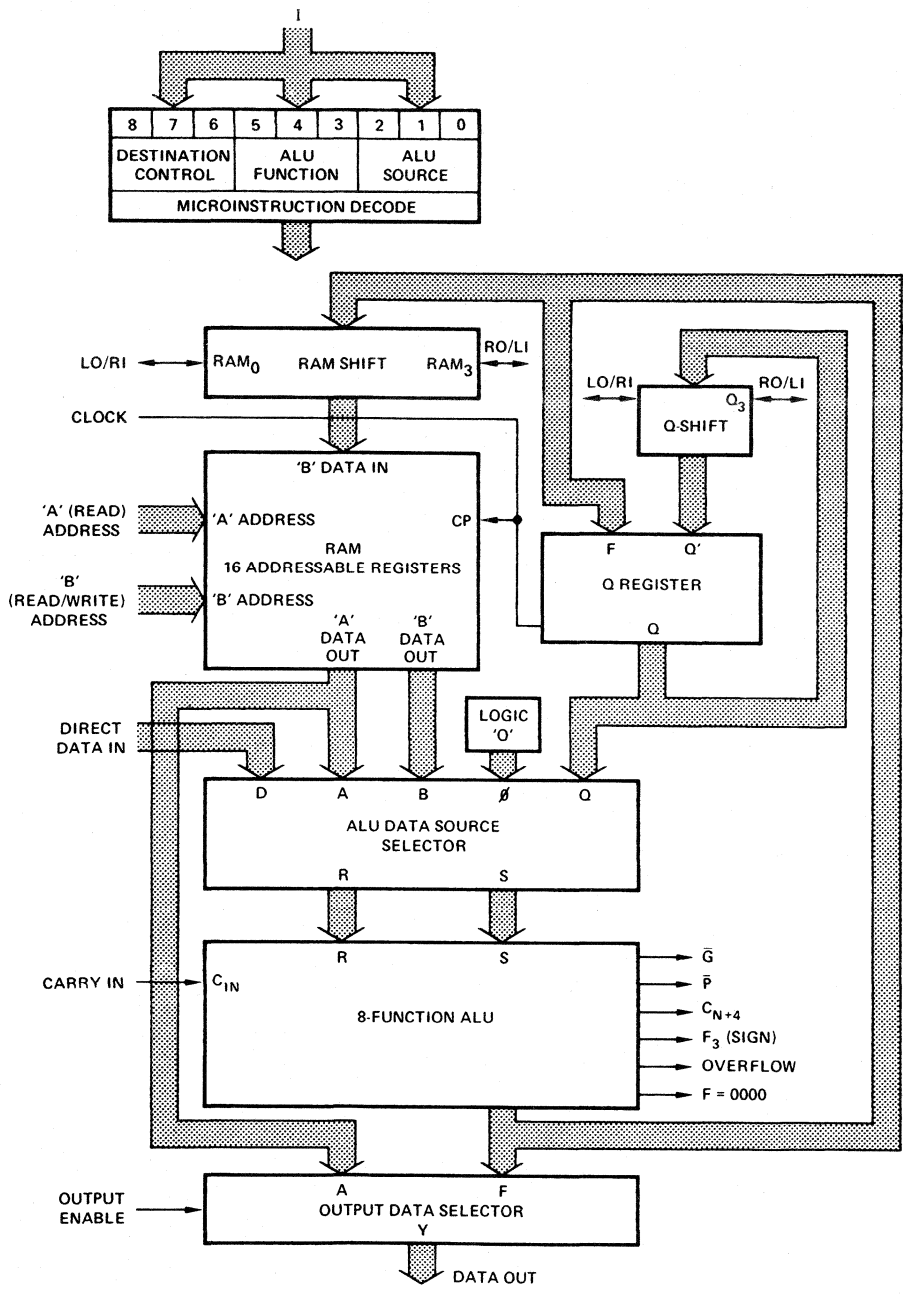 I
8 7 6 5 4 3 2 1 0
DESTINATION CONTROL
ALU FUNCTION
ALU SOURCE
MICROINSTRUCTION DECODE
LO/RI
RAM0
RAM SHIFT
RAM3
RO/LI
LO/RI
RO/LI
Q3
Q-SHIFT
CLOCK
'B' DATA IN
'A' (READ)
ADDRESS
'A' ADDRESS
CP
RAM
16 ADDRESSABLE REGISTERS
'B'
(READ/WRITE)
ADDRESS
'B' ADDRESS
'A'
DATA
OUT
'B'
DATA
OUT
F
Q'
Q REGISTER
Q
DIRECT
DATA IN
LOGIC
'O'
D
A
B
Ø
Q
ALU DATA SOURCE
SELECTOR
R
S
R
S
CARRY IN
CIN
8-FUNCTION ALU
G̅
P̅
CN+4
F3 (SIGN)
OVERFLOW
F = 0000
OUTPUT
ENABLE
A
F
OUTPUT DATA SELECTOR
Y
DATA OUT